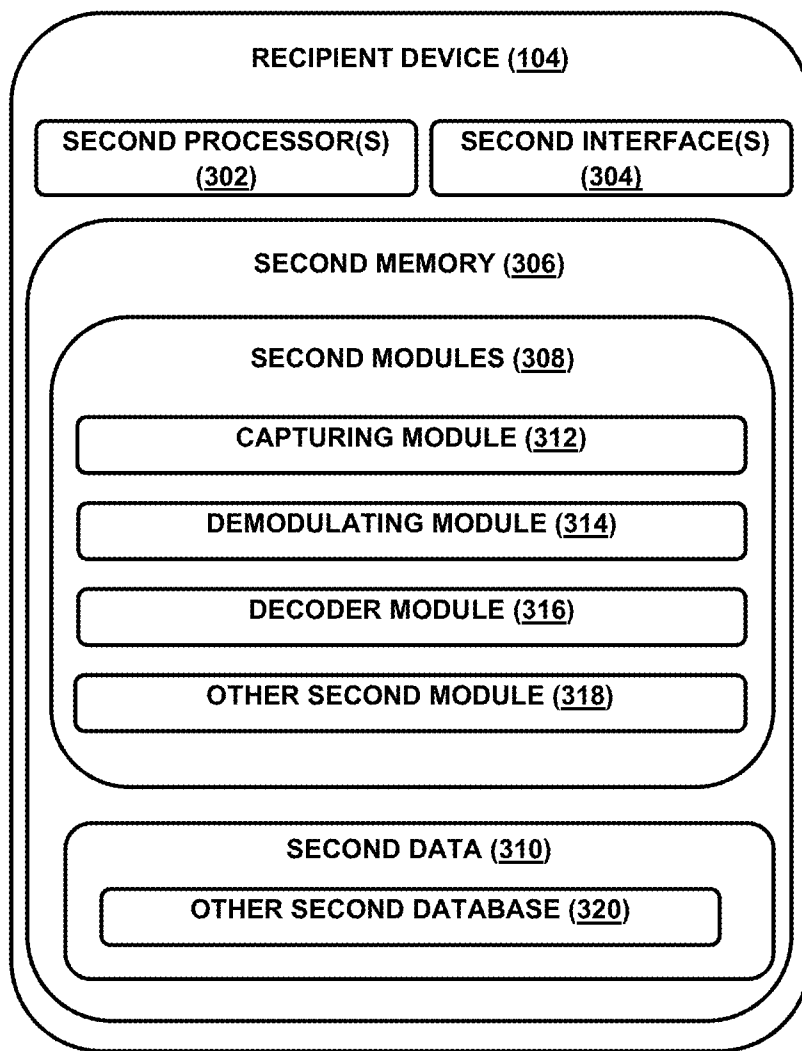 RECIPIENT DEVICE (104)
SECOND PROCESSOR(S)
(302)
SECOND INTERFACE(S)
(304)
SECOND MEMORY (306)
SECOND MODULES (308)
CAPTURING MODULE (312)
DEMODULATING MODULE (314)
DECODER MODULE (316)
OTHER SECOND MODULE (318)
SECOND DATA (310)
OTHER SECOND DATABASE (320)